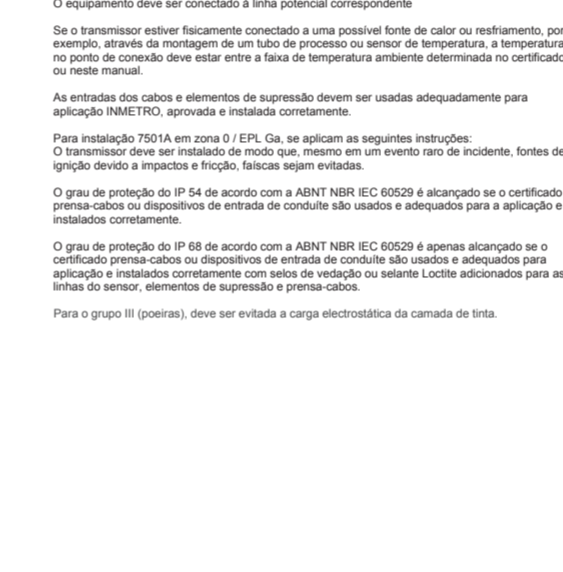 O equipamento deve ser conectado à linha potencial correspondente
Se o transmissor estiver fisicamente conectado a uma possível fonte de calor ou resfriamento, por
exemplo, através da montagem de um tubo de processo ou sensor de temperatura, a temperatura
no ponto de conexão deve estar entre a faixa de temperatura ambiente determinada no certificado
ou neste manual.
As entradas dos cabos e elementos de supressão devem ser usadas adequadamente para
aplicação INMETRO, aprovada e instalada corretamente.
Para instalação 7501A em zona 0 / EPL Ga, se aplicam as seguintes instruções:
O transmissor deve ser instalado de modo que, mesmo em um evento raro de incidente, fontes de
ignição devido a impactos e fricção, faíscas sejam evitadas.
O grau de proteção do IP 54 de acordo com a ABNT NBR IEC 60529 é alcançado se o certificado
prensa-cabos ou dispositivos de entrada de conduíte são usados e adequados para a aplicação e
instalados corretamente.
O grau de proteção do IP 68 de acordo com a ABNT NBR IEC 60529 é apenas alcançado se o
certificado prensa-cabos ou dispositivos de entrada de conduíte são usados e adequados para
aplicação e instalados corretamente com selos de vedação ou selante Loctite adicionados para as
linhas do sensor, elementos de supressão e prensa-cabos.
Para o grupo III (poeiras), deve ser evitada a carga electrostática da camada de tinta.